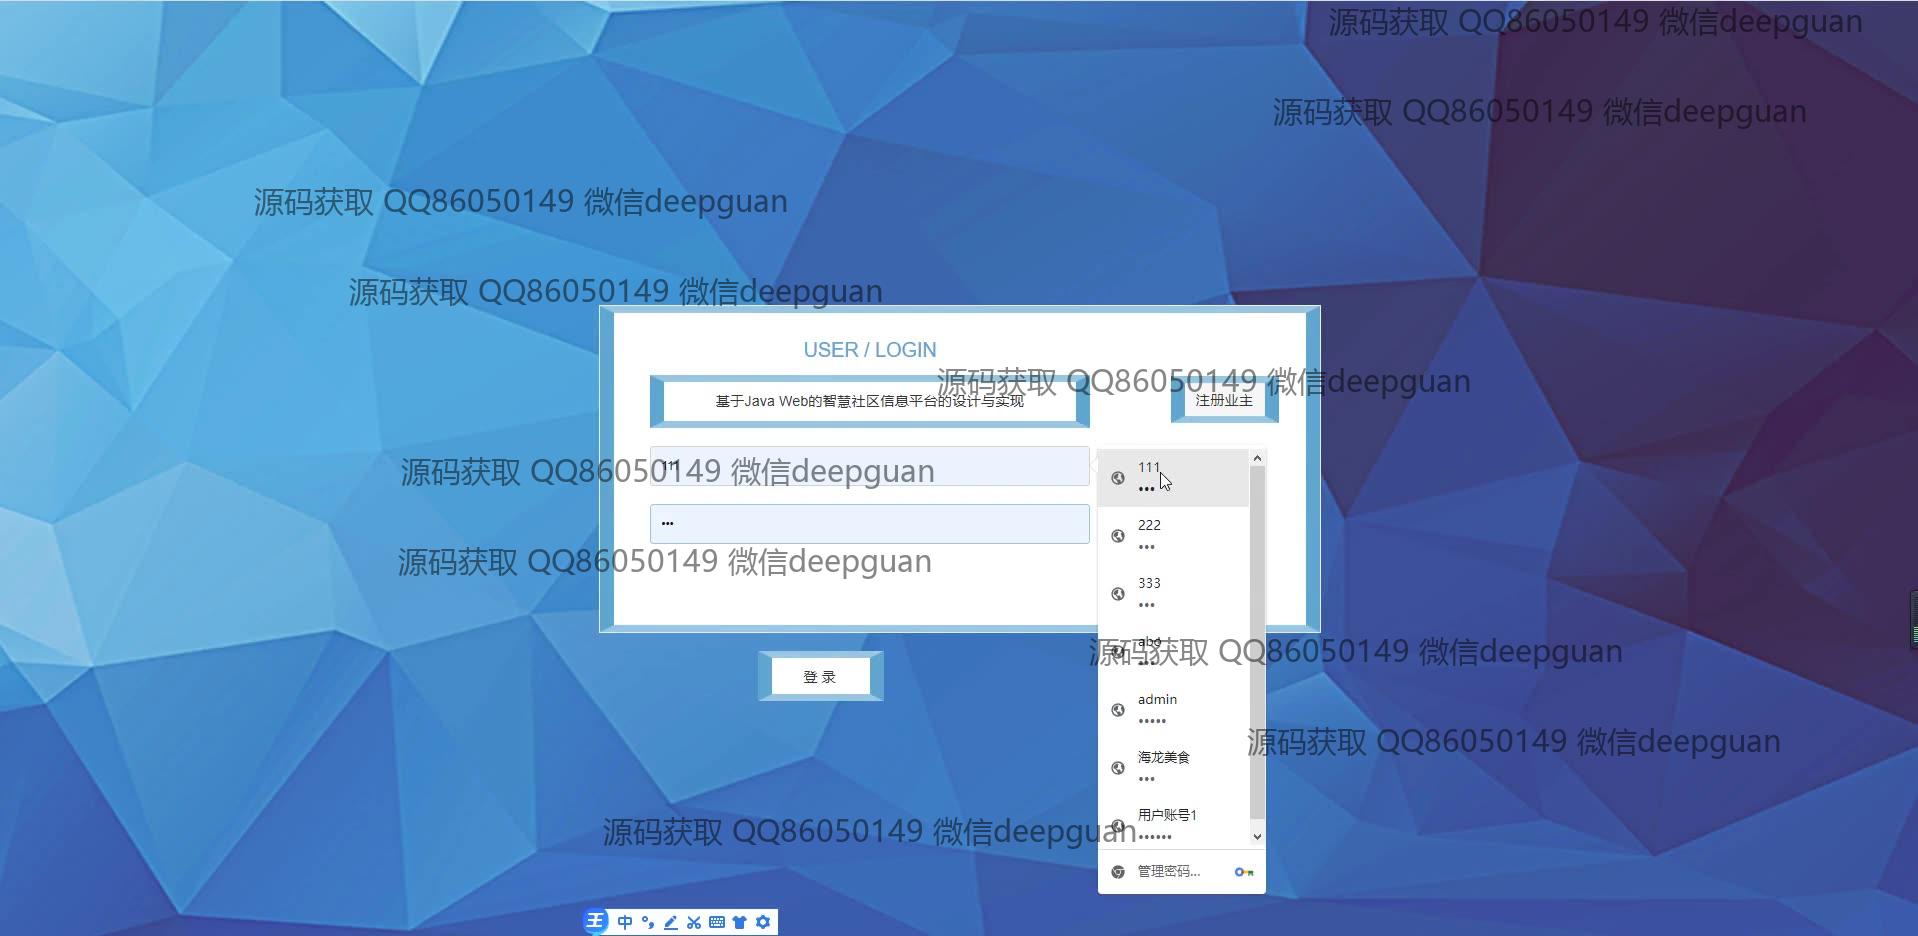 源码获取 QQ86050149 微信deepguan
源码获取 QQ86050149 微信deepguan
源码获取 QQ86050149 微信deepguan
源码获取 QQ86050149 微信deepguan
USER / LOGIN
源码获取 QQ86050149 微信deepguan
基于Java Web的智慧社区信息平台的设计与实现
注册业主
111
源码获取 QQ86050149 微信deepguan
•••
源码获取 QQ86050149 微信deepguan
111
•••
222
•••
333
•••
abo
•••
源码获取 QQ86050149 微信deepguan
登录
admin
•••••
源码获取 QQ86050149 微信deepguan
海龙美食
•••
用户账号1
••••••
源码获取 QQ86050149 微信deepguan
管理密码...
王 中